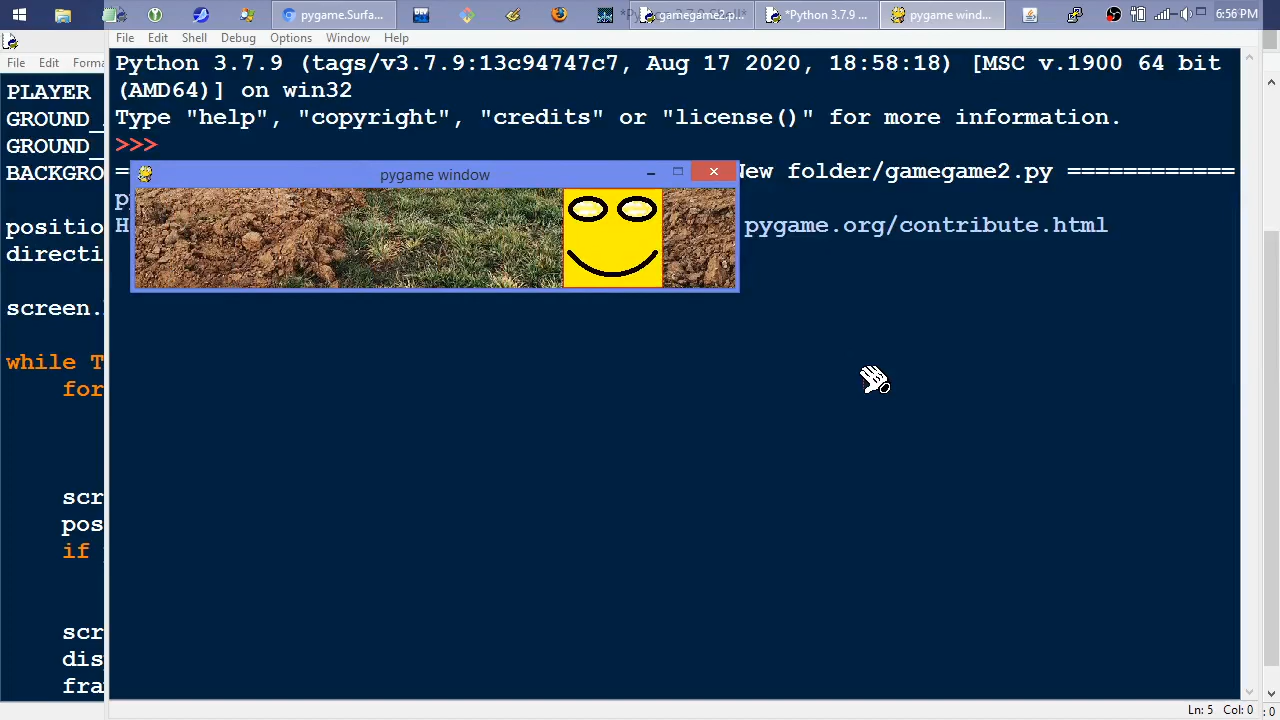 pygame.Surfa...
gamegame2.p...
*Python 3.7.9 ...
pygame wind...
6:56 PM
File Edit Shell Debug Options Window Help
File Edit Forma
Python 3.7.9 (tags/v3.7.9:13c94747c7, Aug 17 2020, 18:58:18) [MSC v.1900 64 bit
(AMD64)] on win32
Type "help", "copyright", "credits" or "license()" for more information.
>>>
New folder/gamegame2.py ============
pygame.org/contribute.html
pygame window
PLAYER
GROUND_
GROUND_
BACKGRO
positio
directi
screen.
while T
for
scr
pos
if
scr
dis
fra
Ln: 5 Col: 0